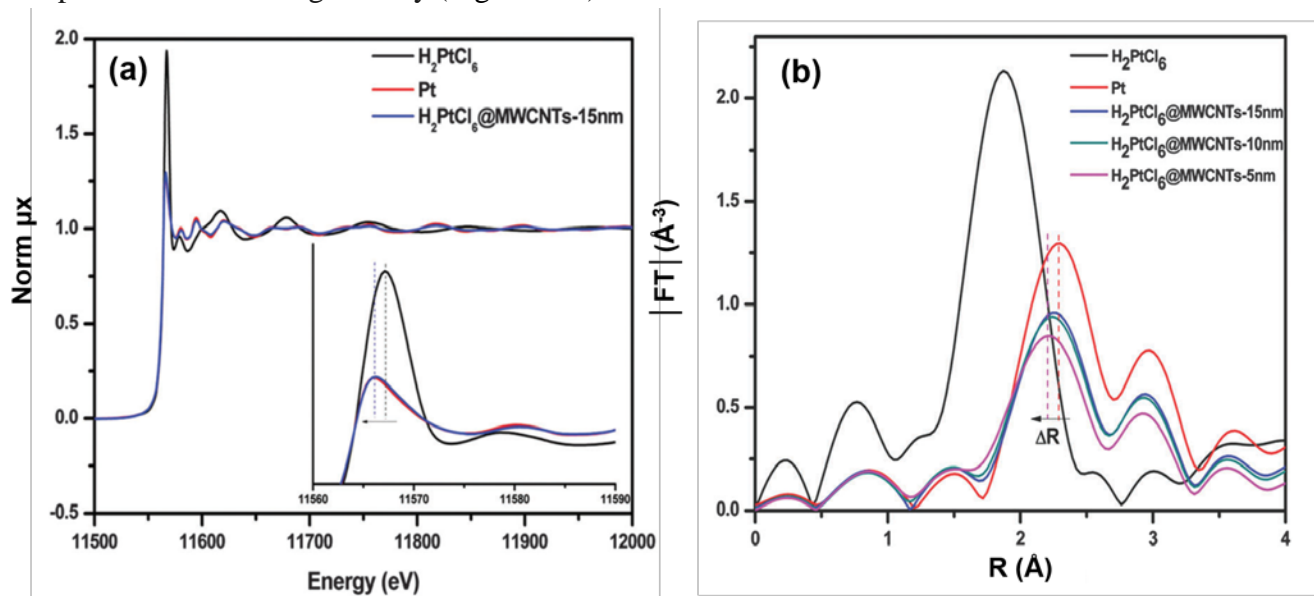 (a)
H2PtCl6
Pt
H2PtCl6@MWCNTs-15nm
2.0
1.5
1.0
0.5
0.0
-0.5
Norm µx
11560 11570 11580 11590
11500 11600 11700 11800 11900 12000
Energy (eV)
(b)
H2PtCl6
Pt
H2PtCl6@MWCNTs-15nm
H2PtCl6@MWCNTs-10nm
H2PtCl6@MWCNTs-5nm
2.0
1.5
1.0
0.5
0.0
|FT| (Å-3)
ΔR
0 1 2 3 4
R (Å)